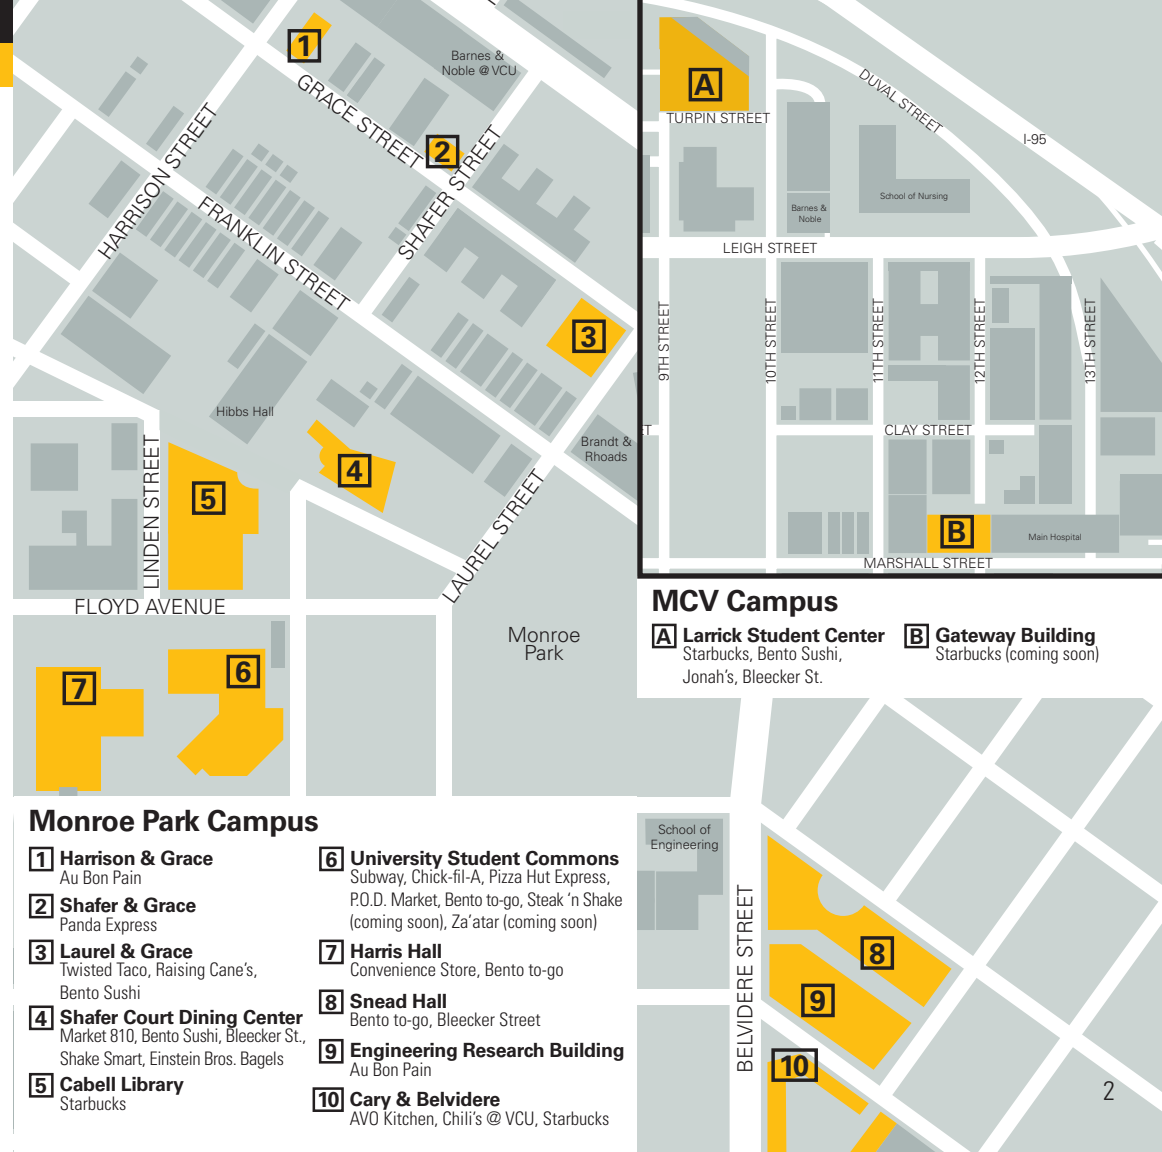 1
Barnes &
Noble @ VCU
GRACE STREET
2
HARRISON STREET
SHAFER STREET
FRANKLIN STREET
3
Hibbs Hall
Brandt &
Rhoads
4
5
LINDEN STREET
LAUREL STREET
FLOYD AVENUE
Monroe
Park
6
7
A
TURPIN STREET
DUVAL STREET
I-95
School of Nursing
Barnes &
Noble
LEIGH STREET
9TH STREET
10TH STREET
11TH STREET
12TH STREET
13TH STREET
ET
CLAY STREET
B
Main Hospital
MARSHALL STREET
MCV Campus
A Larrick Student Center
Starbucks, Bento Sushi,
Jonah's, Bleecker St.
B Gateway Building
Starbucks (coming soon)
Monroe Park Campus
1 Harrison & Grace
Au Bon Pain
2 Shafer & Grace
Panda Express
3 Laurel & Grace
Twisted Taco, Raising Cane's,
Bento Sushi
4 Shafer Court Dining Center
Market 810, Bento Sushi, Bleecker St.,
Shake Smart, Einstein Bros. Bagels
5 Cabell Library
Starbucks
6 University Student Commons
Subway, Chick-fil-A, Pizza Hut Express,
P.O.D. Market, Bento to-go, Steak 'n Shake
(coming soon), Za'atar (coming soon)
7 Harris Hall
Convenience Store, Bento to-go
8 Snead Hall
Bento to-go, Bleecker Street
9 Engineering Research Building
Au Bon Pain
10 Cary & Belvidere
AVO Kitchen, Chili's @ VCU, Starbucks
School of
Engineering
BELVIDERE STREET
8
9
10
2